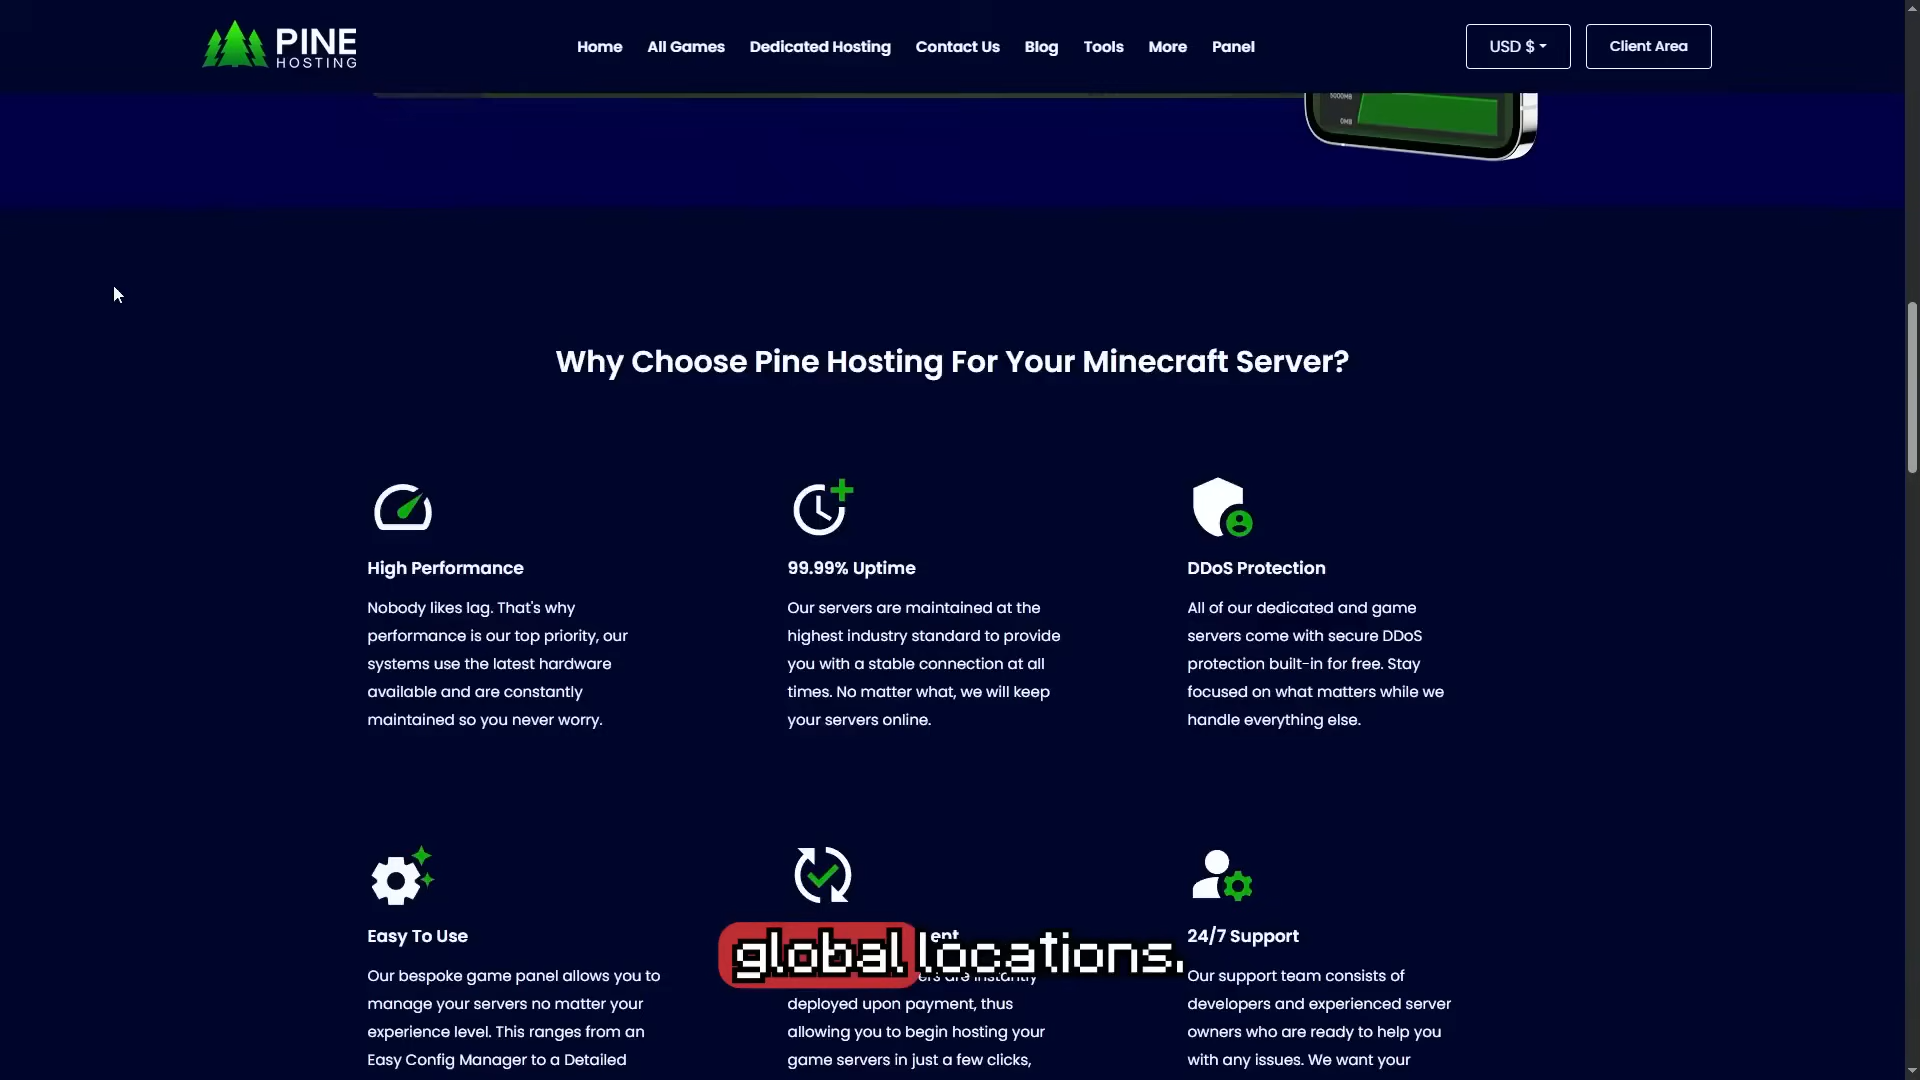 PINE
HOSTING
Home
All Games
Dedicated Hosting
Contact Us
Blog
Tools
More
Panel
USD $
Client Area
5000MB
0MB
Why Choose Pine Hosting For Your Minecraft Server?
High Performance
Nobody likes lag. That's why
performance is our top priority, our
systems use the latest hardware
available and are constantly
maintained so you never worry.
99.99% Uptime
Our servers are maintained at the
highest industry standard to provide
you with a stable connection at all
times. No matter what, we will keep
your servers online.
DDoS Protection
All of our dedicated and game
servers come with secure DDoS
protection built-in for free. Stay
focused on what matters while we
handle everything else.
Easy To Use
Our bespoke game panel allows you to
manage your servers no matter your
experience level. This ranges from an
Easy Config Manager to a Detailed
global locations.
are instantly
deployed upon payment, thus
allowing you to begin hosting your
game servers in just a few clicks,
24/7 Support
Our support team consists of
developers and experienced server
owners who are ready to help you
with any issues. We want your